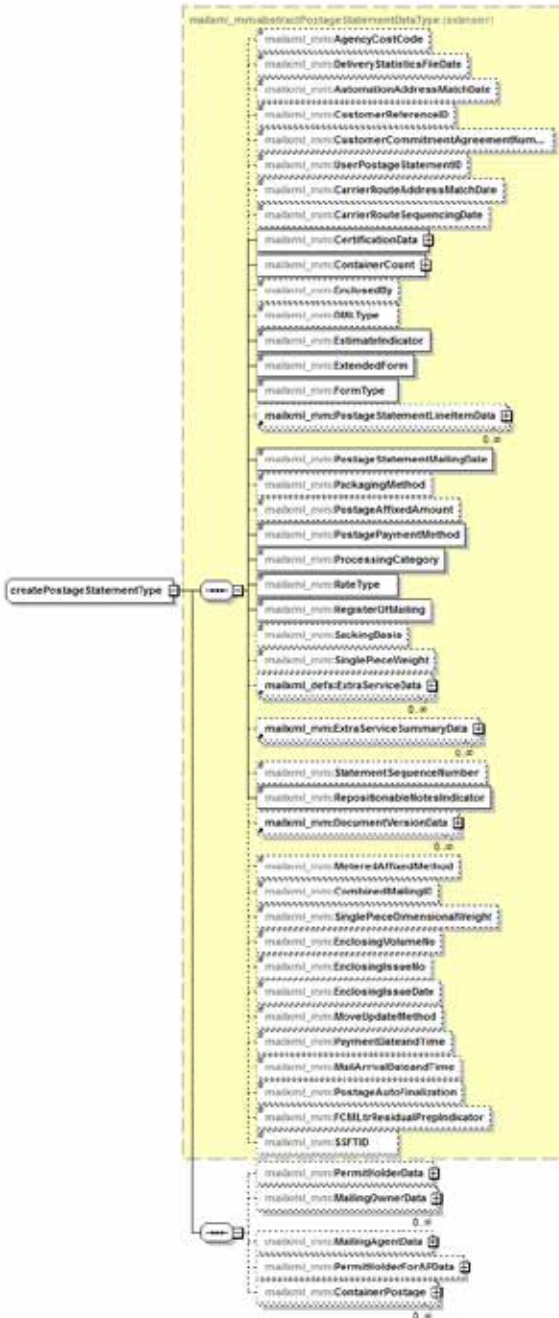 mailxml_mm:abstractPostageStatementDataType (extension)
mailxml_mm:AgencyCostCode
mailxml_mm:DeliveryStatisticsFileDate
mailxml_mm:AutomationAddressMatchDate
mailxml_mm:CustomerReferenceID
mailxml_mm:CustomerCommitmentAgreementNum...
mailxml_mm:UserPostageStatementID
mailxml_mm:CarrierRouteAddressMatchDate
mailxml_mm:CarrierRouteSequencingDate
mailxml_mm:CertificationData
mailxml_mm:ContainerCount
mailxml_mm:EnclosedBy
mailxml_mm:DMLType
mailxml_mm:EstimateIndicator
mailxml_mm:ExtendedForm
mailxml_mm:FormType
mailxml_mm:PostageStatementLineItemData
0..∞
mailxml_mm:PostageStatementMailingDate
mailxml_mm:PackagingMethod
mailxml_mm:PostageAffixedAmount
mailxml_mm:PostagePaymentMethod
mailxml_mm:ProcessingCategory
createPostageStatementType
mailxml_mm:RateType
mailxml_mm:RegisterOfMailing
mailxml_mm:SackingBasis
mailxml_mm:SinglePieceWeight
mailxml_defs:ExtraServiceData
0..∞
mailxml_mm:ExtraServiceSummaryData
0..∞
mailxml_mm:StatementSequenceNumber
mailxml_mm:RepositionableNotesIndicator
mailxml_mm:DocumentVersionData
0..∞
mailxml_mm:MeteredAffixedMethod
mailxml_mm:CombinedMailingID
mailxml_mm:SinglePieceDimensionalWeight
mailxml_mm:EnclosingVolumeNo
mailxml_mm:EnclosingIssueNo
mailxml_mm:EnclosingIssueDate
mailxml_mm:MoveUpdateMethod
mailxml_mm:PaymentDateandTime
mailxml_mm:MailArrivalDateandTime
mailxml_mm:PostageAutoFinalization
mailxml_mm:FCMLtrResidualPrepIndicator
mailxml_mm:SSFTID
mailxml_mm:PermitHolderData
mailxml_mm:MailingOwnerData
0..∞
mailxml_mm:MailingAgentData
mailxml_mm:PermitHolderForAPData
mailxml_mm:ContainerPostage
0..∞